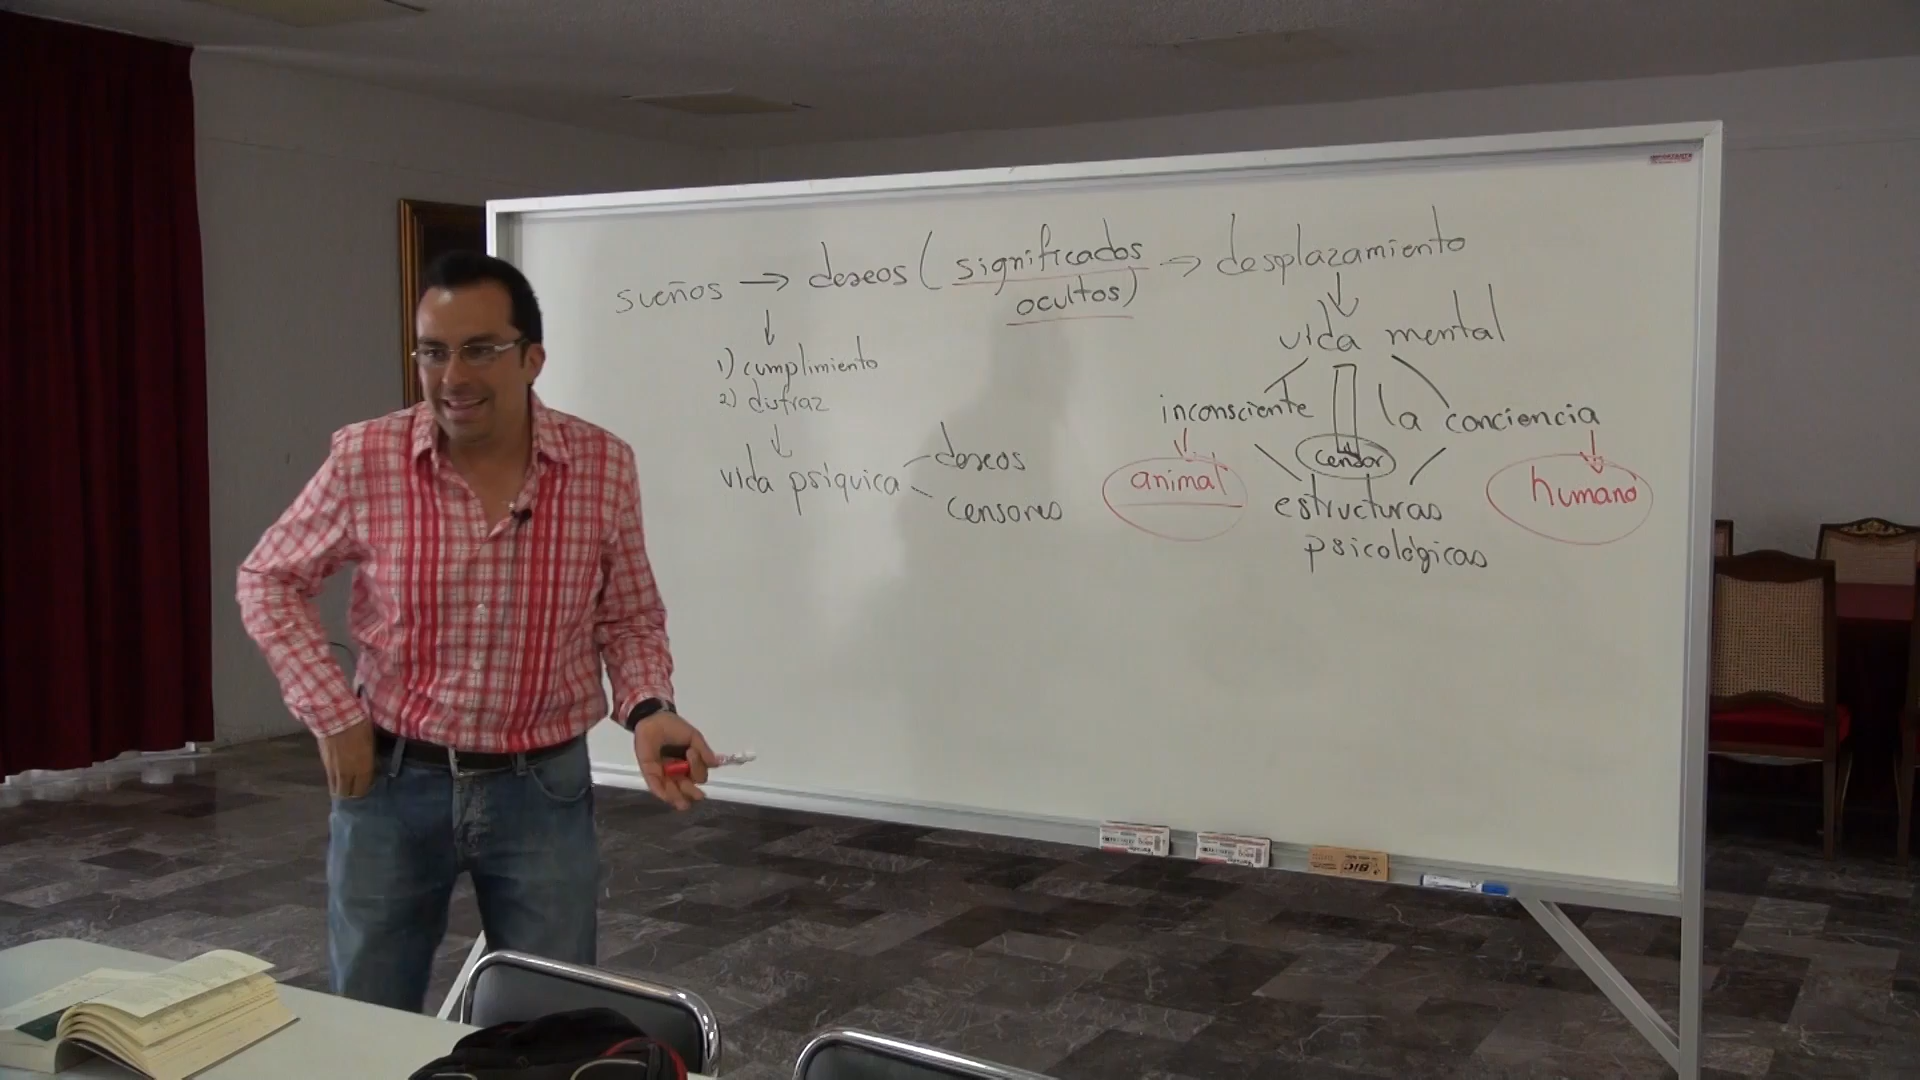 sueños → deseos (significados ocultos) → desplazamiento
↓
1) cumplimiento
2) disfraz
↓
vida psíquica
deseos
censores
↓
vida mental
inconsciente
la conciencia
censor
↓
animal
↓
humano
estructuras
psicológicas
BIC